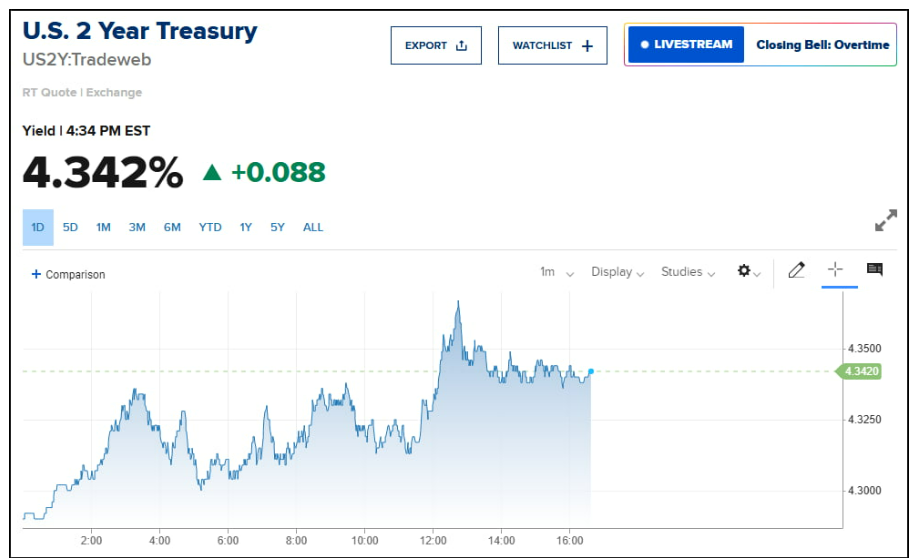 U.S. 2 Year Treasury
US2Y:Tradeweb
EXPORT
WATCHLIST +
LIVESTREAM
Closing Bell: Overtime
RT Quote | Exchange
Yield | 4:34 PM EST
4.342% ▲ +0.088
1D 5D 1M 3M 6M YTD 1Y 5Y ALL
+ Comparison
1m Display Studies
4.3500
4.3420
4.3250
4.3000
2:00 4:00 6:00 8:00 10:00 12:00 14:00 16:00